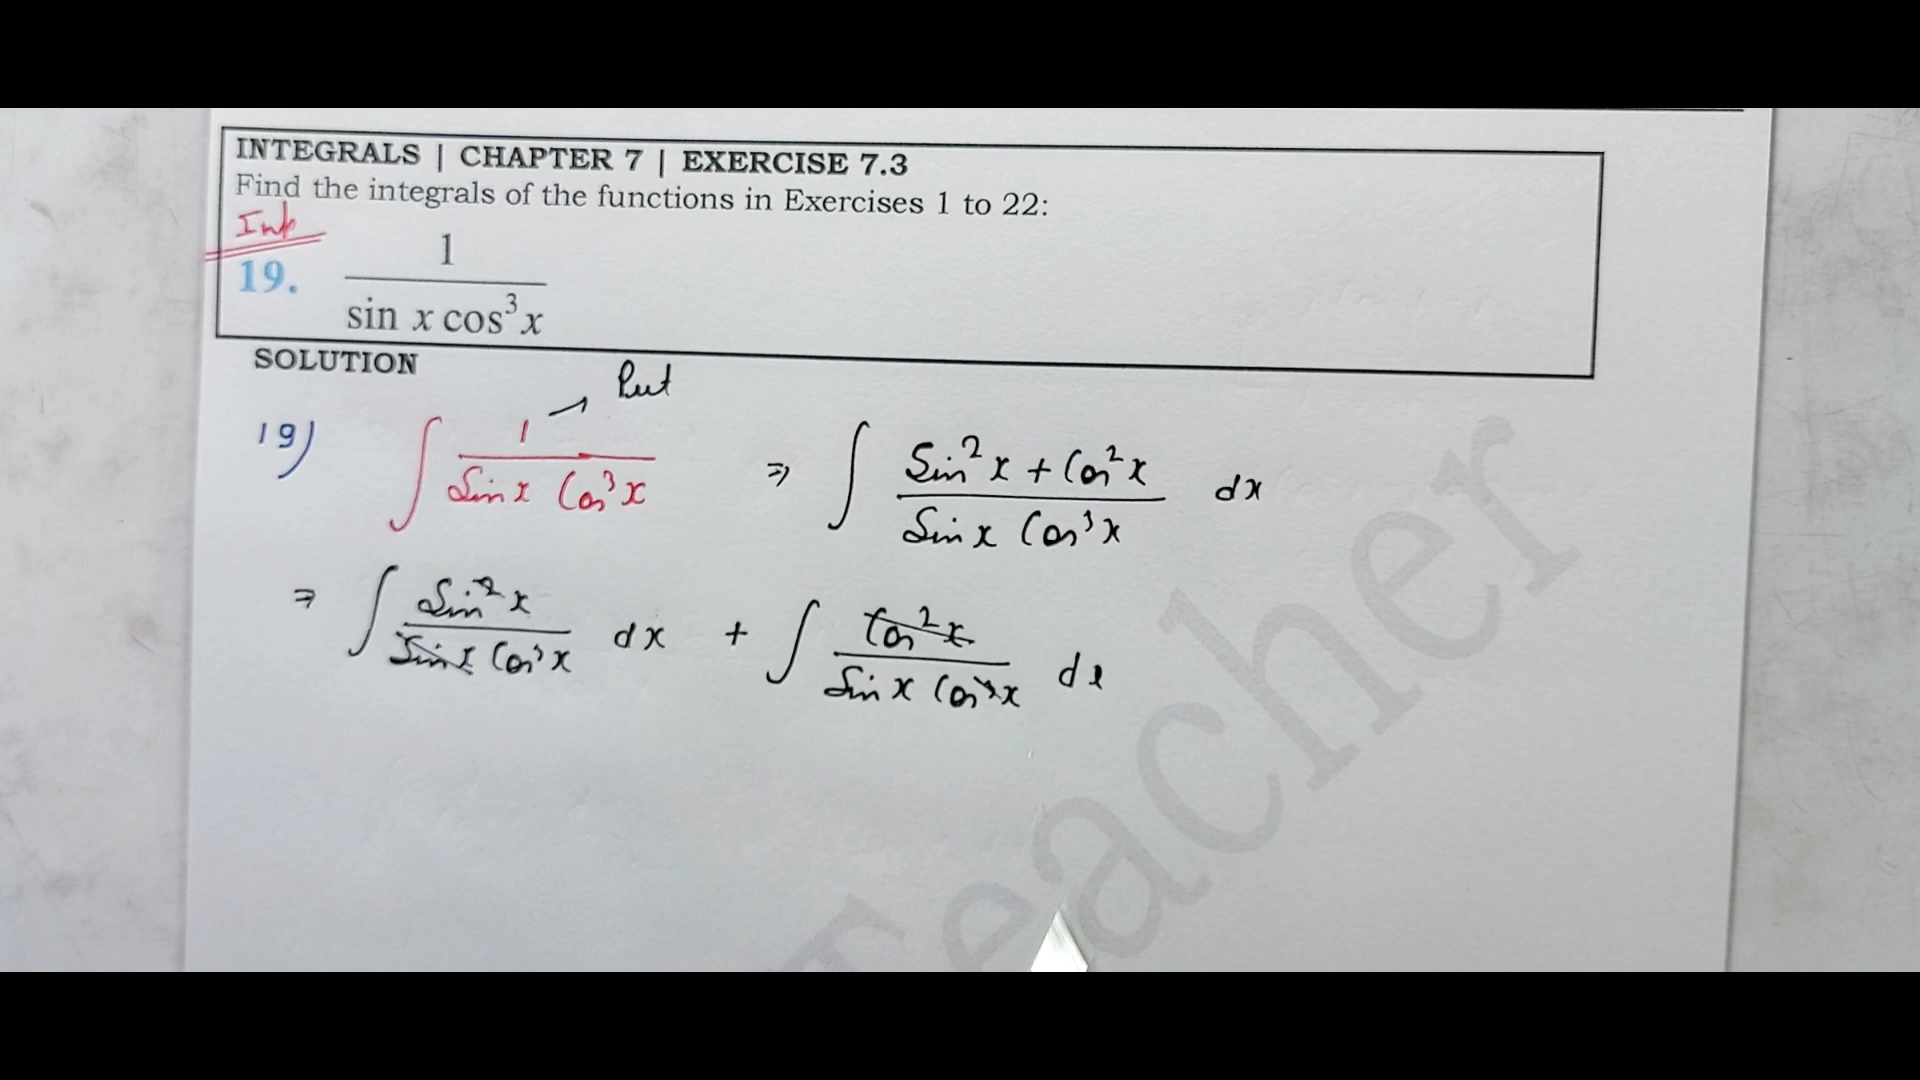 INTEGRALS | CHAPTER 7 | EXERCISE 7.3
Find the integrals of the functions in Exercises 1 to 22:
19. 1 / sin x cos³x
SOLUTION
Put
19) ∫ 1 / Sin x Cos³x ⇒ ∫ Sin²x + Cos²x / Sin x Cos³x dx
⇒ ∫ Sin²x / Sin x Cos³x dx + ∫ Cos²x / Sin x Cos³x dx
Teacher